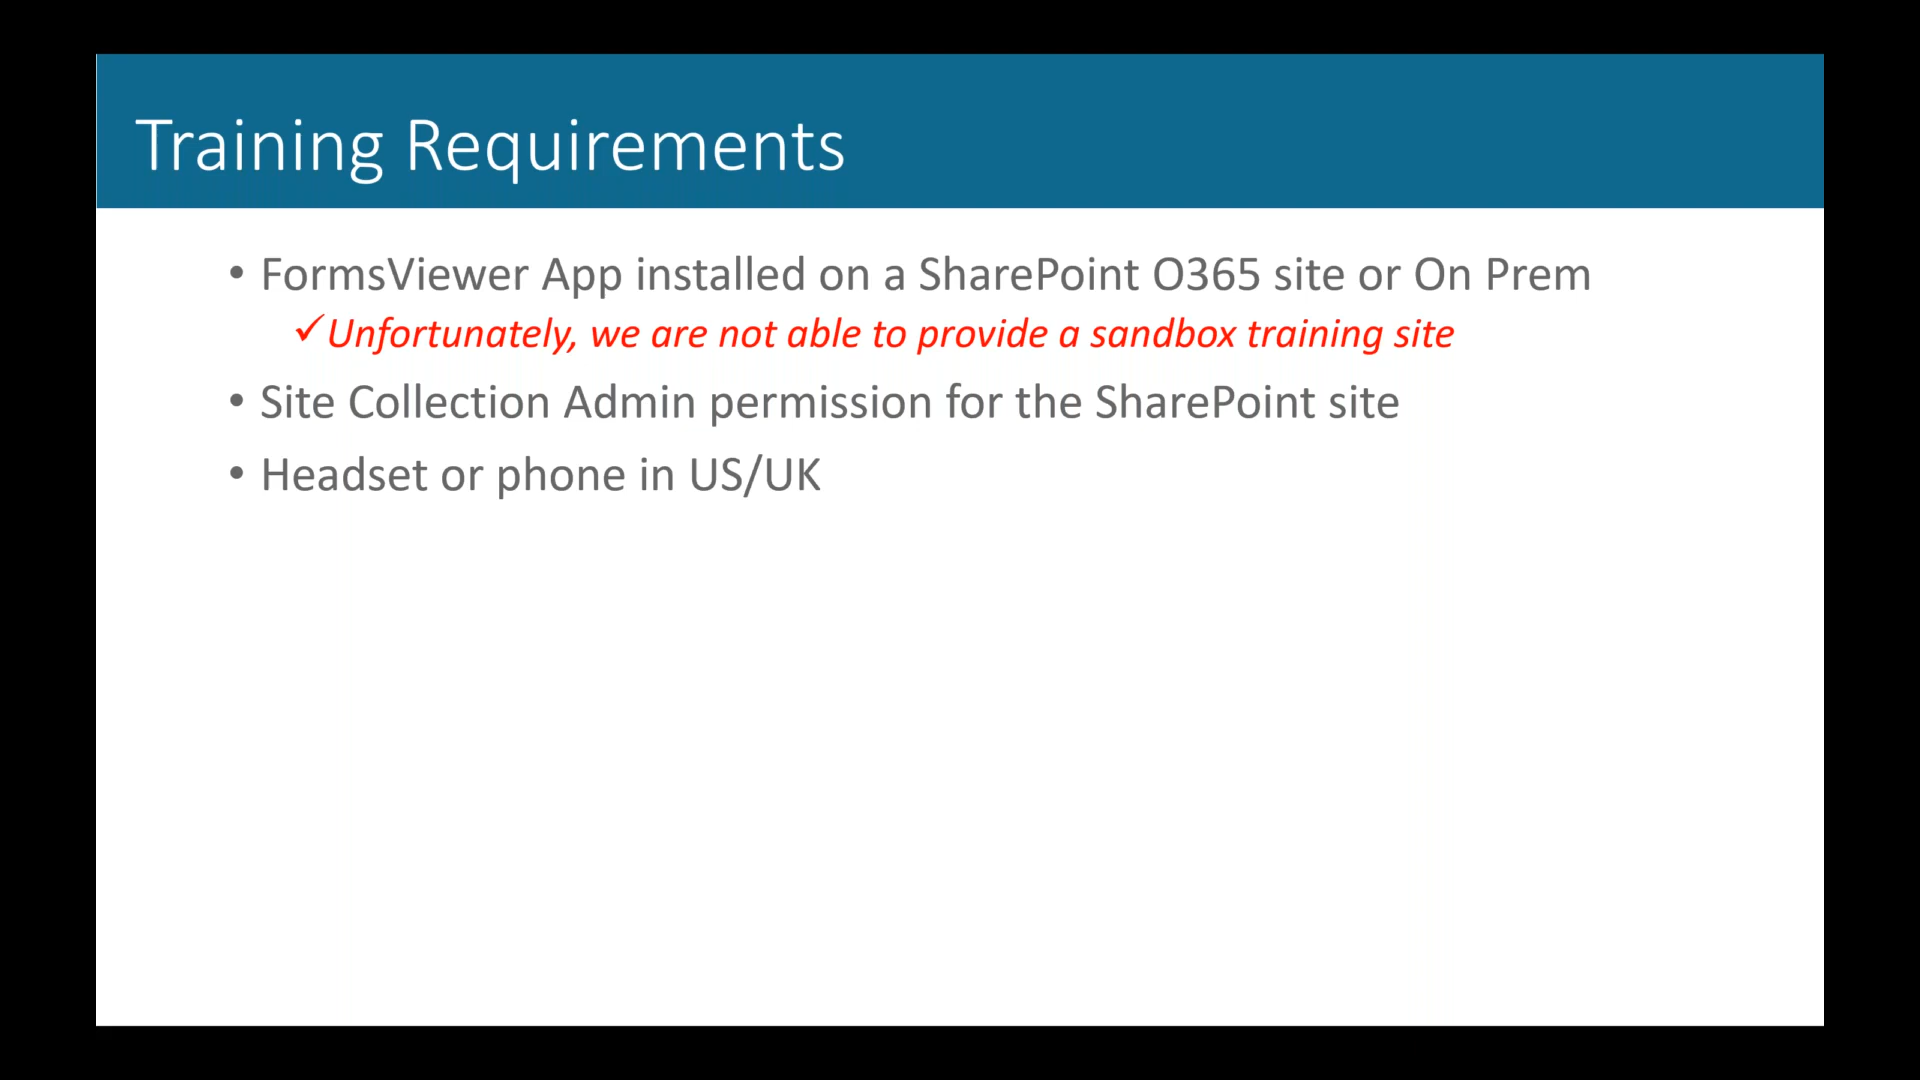 Training Requirements
• FormsViewer App installed on a SharePoint O365 site or On Prem
✓Unfortunately, we are not able to provide a sandbox training site
• Site Collection Admin permission for the SharePoint site
• Headset or phone in US/UK